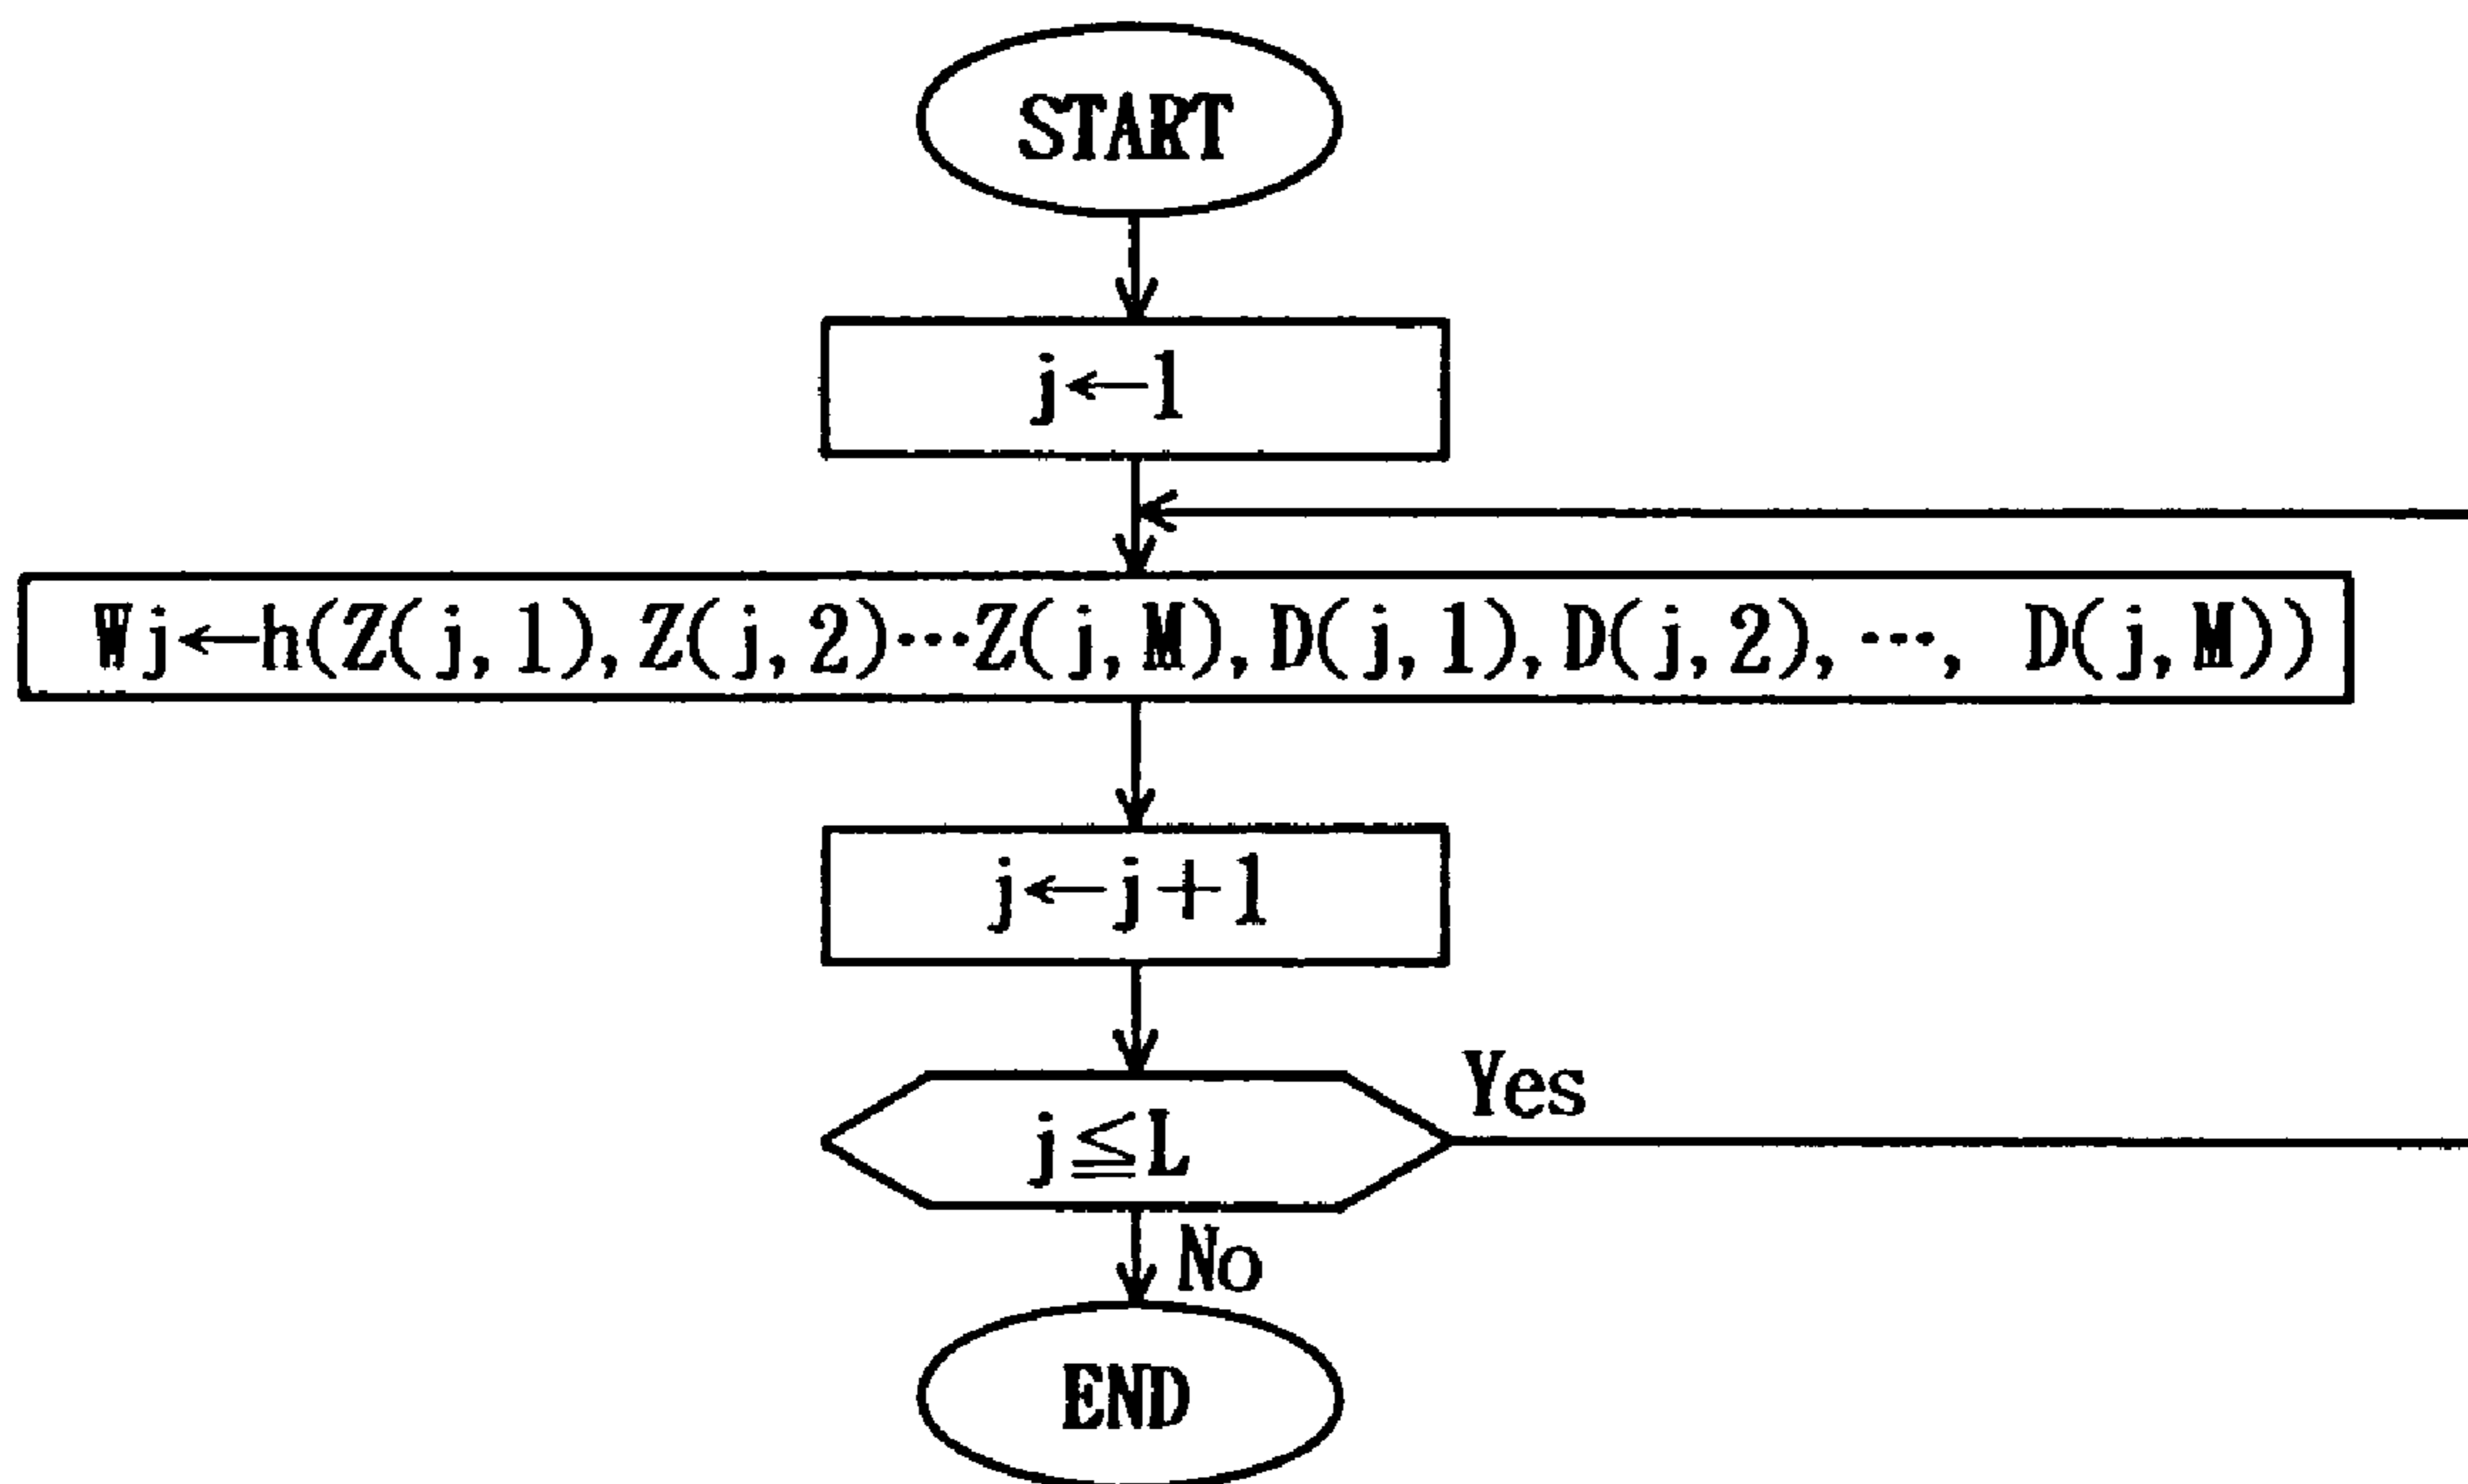 START
j←1
Wj←h(Z(j,1),Z(j,2)⋯Z(j,M),D(j,1),D(j,2),⋯, D(j,M))
j←j+1
j≦L
Yes
No
END